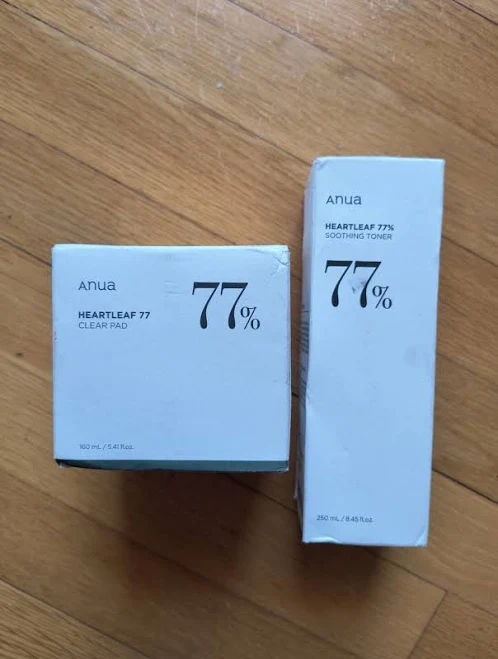 Anua
HEARTLEAF 77
CLEAR PAD
77%
160 mL / 5.41 fl.oz.
Anua
HEARTLEAF 77%
SOOTHING TONER
77%
250 mL / 8.45 fl.oz.